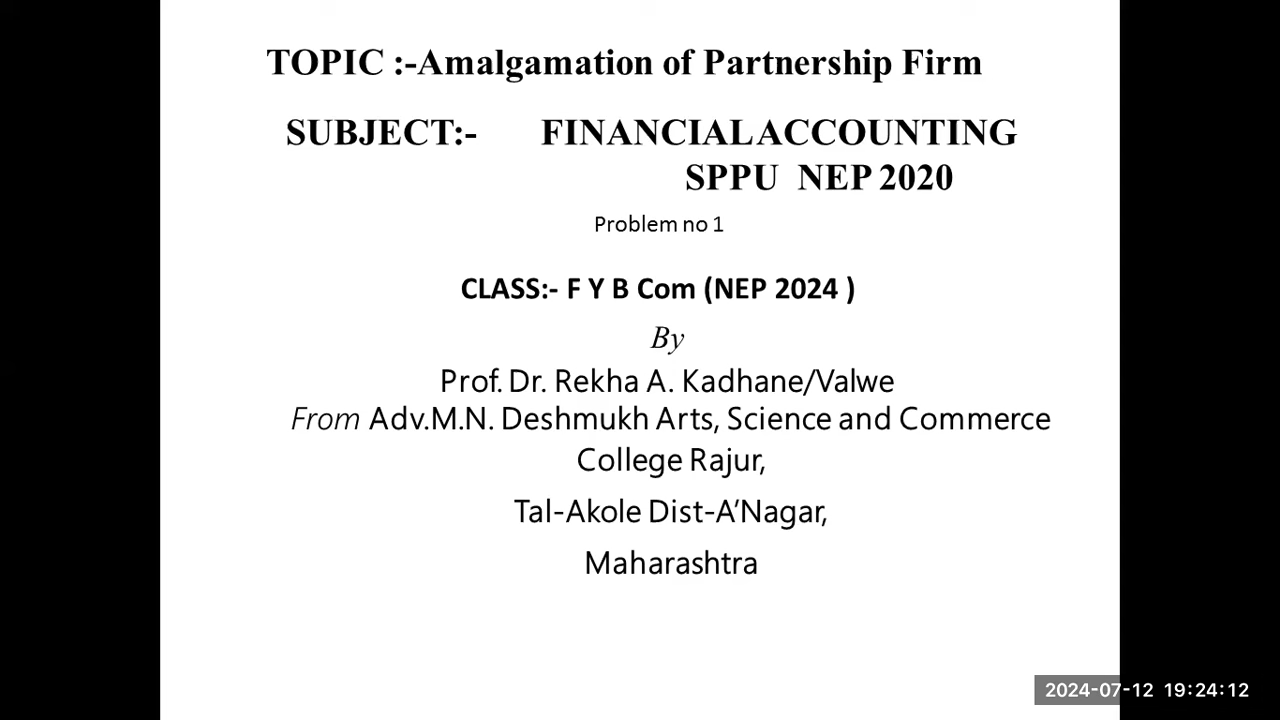 TOPIC :-Amalgamation of Partnership Firm
SUBJECT:- FINANCIAL ACCOUNTING
SPPU NEP 2020
Problem no 1
CLASS:- F Y B Com (NEP 2024 )
By
Prof. Dr. Rekha A. Kadhane/Valwe
From Adv.M.N. Deshmukh Arts, Science and Commerce
College Rajur,
Tal-Akole Dist-A’Nagar,
Maharashtra
2024-07-12 19:24:12